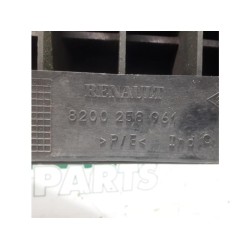 RENAULT
8200 258 961
>P/E<
PARTS